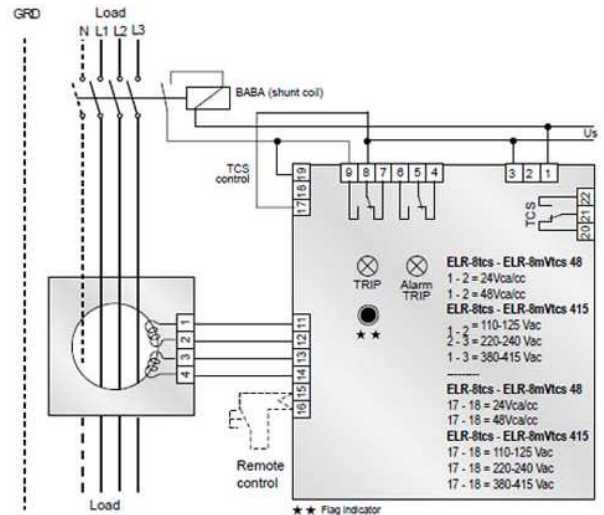 GRD
Load
N L1 L2 L3
BABA (shunt coil)
Us
TCS
control
19
18
17
9 8 7 6 5 4
3 2 1
TCS
22
21
20
TRIP
Alarm
TRIP
★ ★
ELR-8tcs - ELR-8mVtcs 48
1 - 2 = 24Vca/cc
1 - 2 = 48Vca/cc
ELR-8tcs - ELR-8mVtcs 415
1 - 2 = 110-125 Vac
2 - 3 = 220-240 Vac
1 - 3 = 380-415 Vac
----------
ELR-8tcs - ELR-8mVtcs 48
17 - 18 = 24Vca/cc
17 - 18 = 48Vca/cc
ELR-8tcs - ELR-8mVtcs 415
17 - 18 = 110-125 Vac
17 - 18 = 220-240 Vac
17 - 18 = 380-415 Vac
1
2
3
4
11
12
13
14
15
16
Remote
control
Load
★ ★ Flag indicator